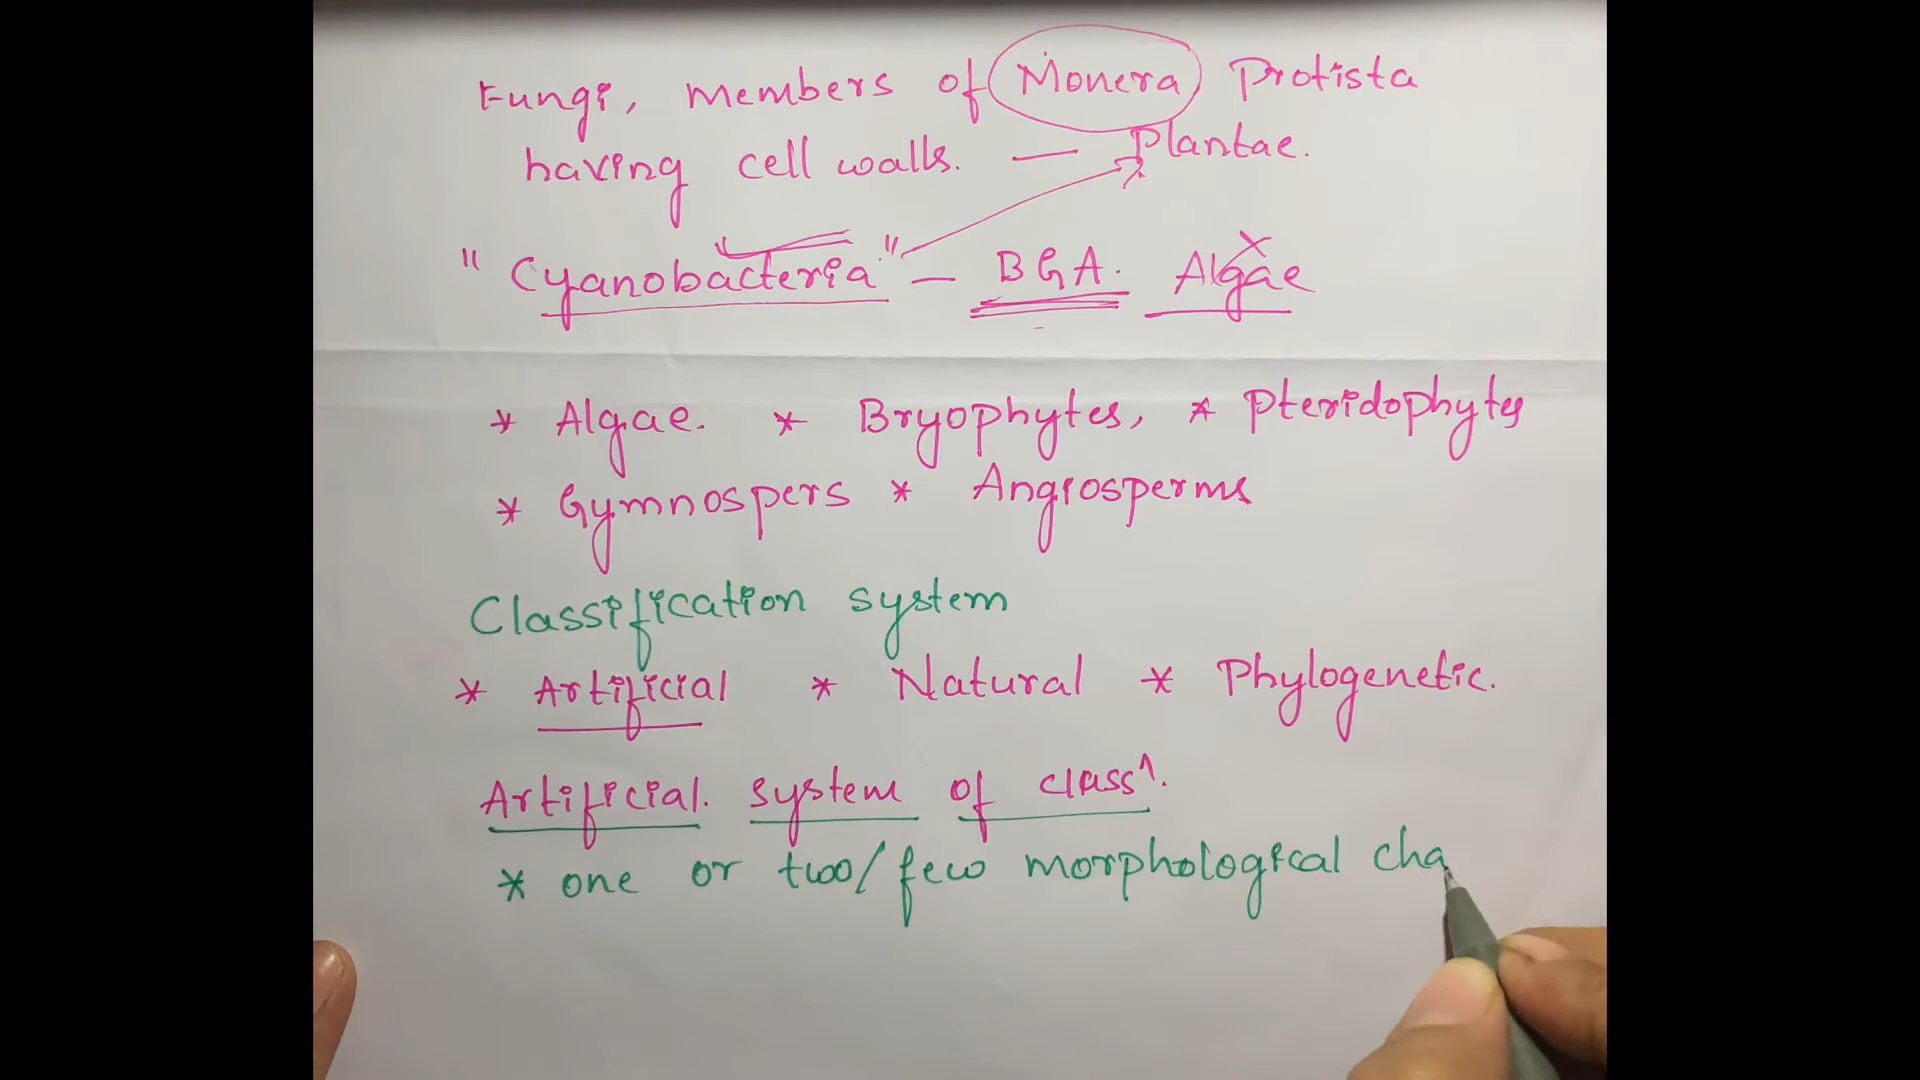 Fungi, members of Monera, Protista
having cell walls. — Plantae.
"Cyanobacteria" — BGA. Algae
* Algae. * Bryophytes, * Pteridophytes
* Gymnospers * Angiosperms
Classification system
* Artificial * Natural * Phylogenetic.
Artificial. system of class^n.
* one or two/few morphological cha